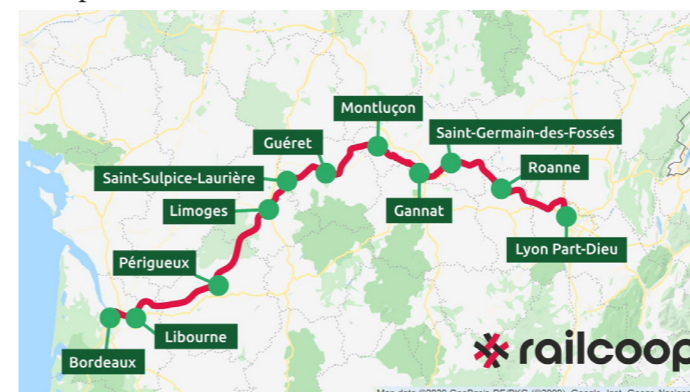 Montluçon
Saint-Germain-des-Fossés
Guéret
Roanne
Saint-Sulpice-Laurière
Limoges
Gannat
Lyon Part-Dieu
Périgueux
Libourne
Bordeaux
railcoop